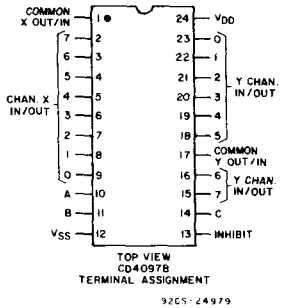 COMMON
X OUT/IN
1 24 VDD
7 2 23 0
6 3 22 1
5 4 21 2
4 5 20 3
3 6 19 4
2 7 18 5
1 8 17 COMMON
Y OUT/IN
0 9 16 6
A 10 15 7
B 11 14 C
VSS 12 13 INHIBIT
CHAN. X
IN/OUT
Y CHAN.
IN/OUT
Y CHAN.
IN/OUT
TOP VIEW
CD4097B
TERMINAL ASSIGNMENT
92CS-24979